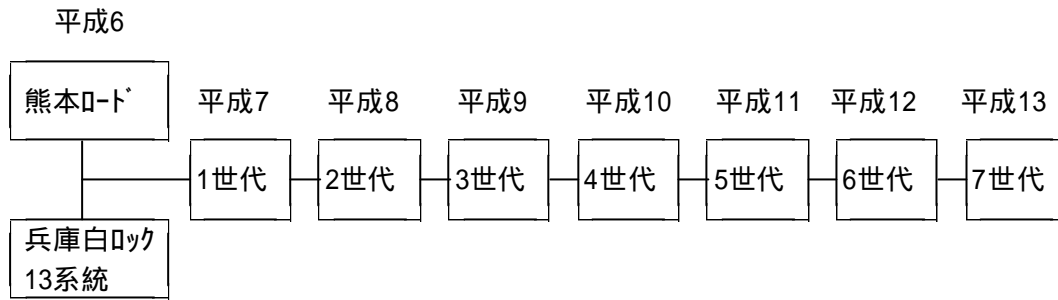 平成6
熊本ﾛｰﾄﾞ
平成7 平成8 平成9 平成10 平成11 平成12 平成13
1世代 2世代 3世代 4世代 5世代 6世代 7世代
兵庫白ﾛｯｸ
13系統